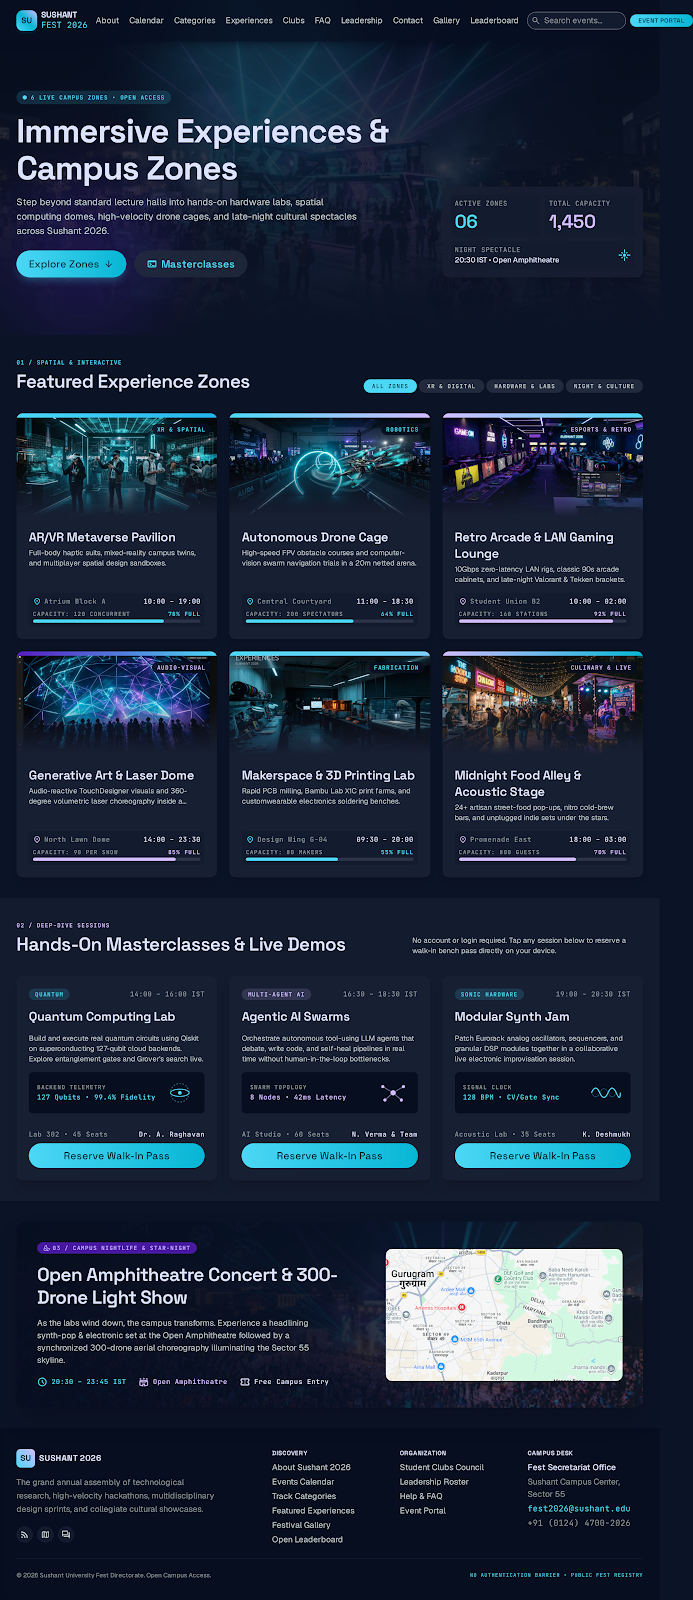 SU
SUSHANT
FEST 2026
About
Calendar
Categories
Experiences
Clubs
FAQ
Leadership
Contact
Gallery
Leaderboard
Search events...
EVENT PORTAL
6 LIVE CAMPUS ZONES · OPEN ACCESS
Immersive Experiences &
Campus Zones
Step beyond standard lecture halls into hands-on hardware labs, spatial
computing domes, high-velocity drone cages, and late-night cultural spectacles
across Sushant 2026.
Explore Zones ↓
Masterclasses
ACTIVE ZONES
06
TOTAL CAPACITY
1,450
NIGHT SPECTACLE
20:30 IST • Open Amphitheatre
01 / SPATIAL & INTERACTIVE
Featured Experience Zones
ALL ZONES
XR & DIGITAL
HARDWARE & LABS
NIGHT & CULTURE
XR & SPATIAL
AR/VR Metaverse Pavilion
Full-body haptic suits, mixed-reality campus twins,
and multiplayer spatial design sandboxes.
Atrium Block A
10:00 – 19:00
CAPACITY: 120 CONCURRENT
78% FULL
ROBOTICS
Autonomous Drone Cage
High-speed FPV obstacle courses and computer-
vision swarm navigation trials in a 20m netted arena.
Central Courtyard
11:00 – 18:30
CAPACITY: 200 SPECTATORS
64% FULL
ESPORTS & RETRO
GAME ON
Retro Arcade & LAN Gaming
Lounge
10Gbps zero-latency LAN rigs, classic 90s arcade
cabinets, and late-night Valorant & Tekken brackets.
Student Union B2
10:00 – 02:00
CAPACITY: 160 STATIONS
92% FULL
AUDIO-VISUAL
Generative Art & Laser Dome
Audio-reactive TouchDesigner visuals and 360-
degree volumetric laser choreography inside a...
North Lawn Dome
14:00 – 23:30
CAPACITY: 90 PER SHOW
85% FULL
EXPERIENCES
FABRICATION
Makerspace & 3D Printing Lab
Rapid PCB milling, Bambu Lab X1C print farms, and
customwearable electronics soldering benches.
Design Wing G-04
09:30 – 20:00
CAPACITY: 80 MAKERS
55% FULL
CULINARY & LIVE
Midnight Food Alley &
Acoustic Stage
24+ artisan street-food pop-ups, nitro cold-brew
bars, and unplugged indie sets under the stars.
Promenade East
18:00 – 03:00
CAPACITY: 800 GUESTS
70% FULL
02 / DEEP-DIVE SESSIONS
Hands-On Masterclasses & Live Demos
No account or login required. Tap any session below to reserve a
walk-in bench pass directly on your device.
QUANTUM
14:00 – 16:00 IST
Quantum Computing Lab
Build and execute real quantum circuits using Qiskit
on superconducting 127-qubit cloud backends.
Explore entanglement gates and Grover's search live.
BACKEND TELEMETRY
127 Qubits • 99.4% Fidelity
Lab 302 · 45 Seats
Dr. A. Raghavan
Reserve Walk-In Pass
MULTI-AGENT AI
16:30 – 18:30 IST
Agentic AI Swarms
Orchestrate autonomous tool-using LLM agents that
debate, write code, and self-heal pipelines in real
time without human-in-the-loop bottlenecks.
SWARM TOPOLOGY
8 Nodes • 42ms Latency
AI Studio · 60 Seats
N. Verma & Team
Reserve Walk-In Pass
SONIC HARDWARE
19:00 – 20:30 IST
Modular Synth Jam
Patch Eurorack analog oscillators, sequencers, and
granular DSP modules together in a collaborative
live electronic improvisation session.
SIGNAL CLOCK
128 BPM • CV/Gate Sync
Acoustic Lab · 35 Seats
K. Deshmukh
Reserve Walk-In Pass
03 / CAMPUS NIGHTLIFE & STAR-NIGHT
Open Amphitheatre Concert & 300-
Drone Light Show
As the labs wind down, the campus transforms. Experience a headlining
synth-pop & electronic set at the Open Amphitheatre followed by a
synchronized 300-drone aerial choreography illuminating the Sector 55
skyline.
20:30 – 23:45 IST
Open Amphitheatre
Free Campus Entry
Gurugram
गुरुग्राम
Ardee Mall
Artemis Hospitals
DLF Golf and
Country Club
Baba Neeb Karori
DELHI
HARYANA
Ghata
Bandhwari
Kholi Dham
M3M 65th Avenue
Airia Mall
Kadarpur
Jharna mandir
SU
SUSHANT 2026
The grand annual assembly of technological
research, high-velocity hackathons, multidisciplinary
design sprints, and collegiate cultural showcases.
DISCOVERY
About Sushant 2026
Events Calendar
Track Categories
Featured Experiences
Festival Gallery
Open Leaderboard
ORGANIZATION
Student Clubs Council
Leadership Roster
Help & FAQ
Event Portal
CAMPUS DESK
Fest Secretariat Office
Sushant Campus Center,
Sector 55
fest2026@sushant.edu
+91 (0124) 4700-2026
© 2026 Sushant University Fest Directorate. Open Campus Access.
NO AUTHENTICATION BARRIER • PUBLIC FEST REGISTRY